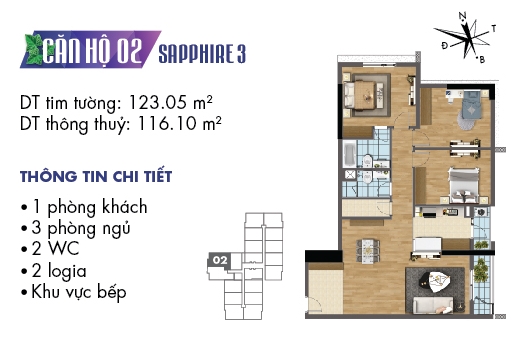 CĂN HỘ 02 SAPPHIRE 3
DT tim tường: 123.05 m²
DT thông thuỷ: 116.10 m²
THÔNG TIN CHI TIẾT
• 1 phòng khách
• 3 phòng ngủ
• 2 WC
• 2 logia
• Khu vực bếp
02
N
Đ
T
B